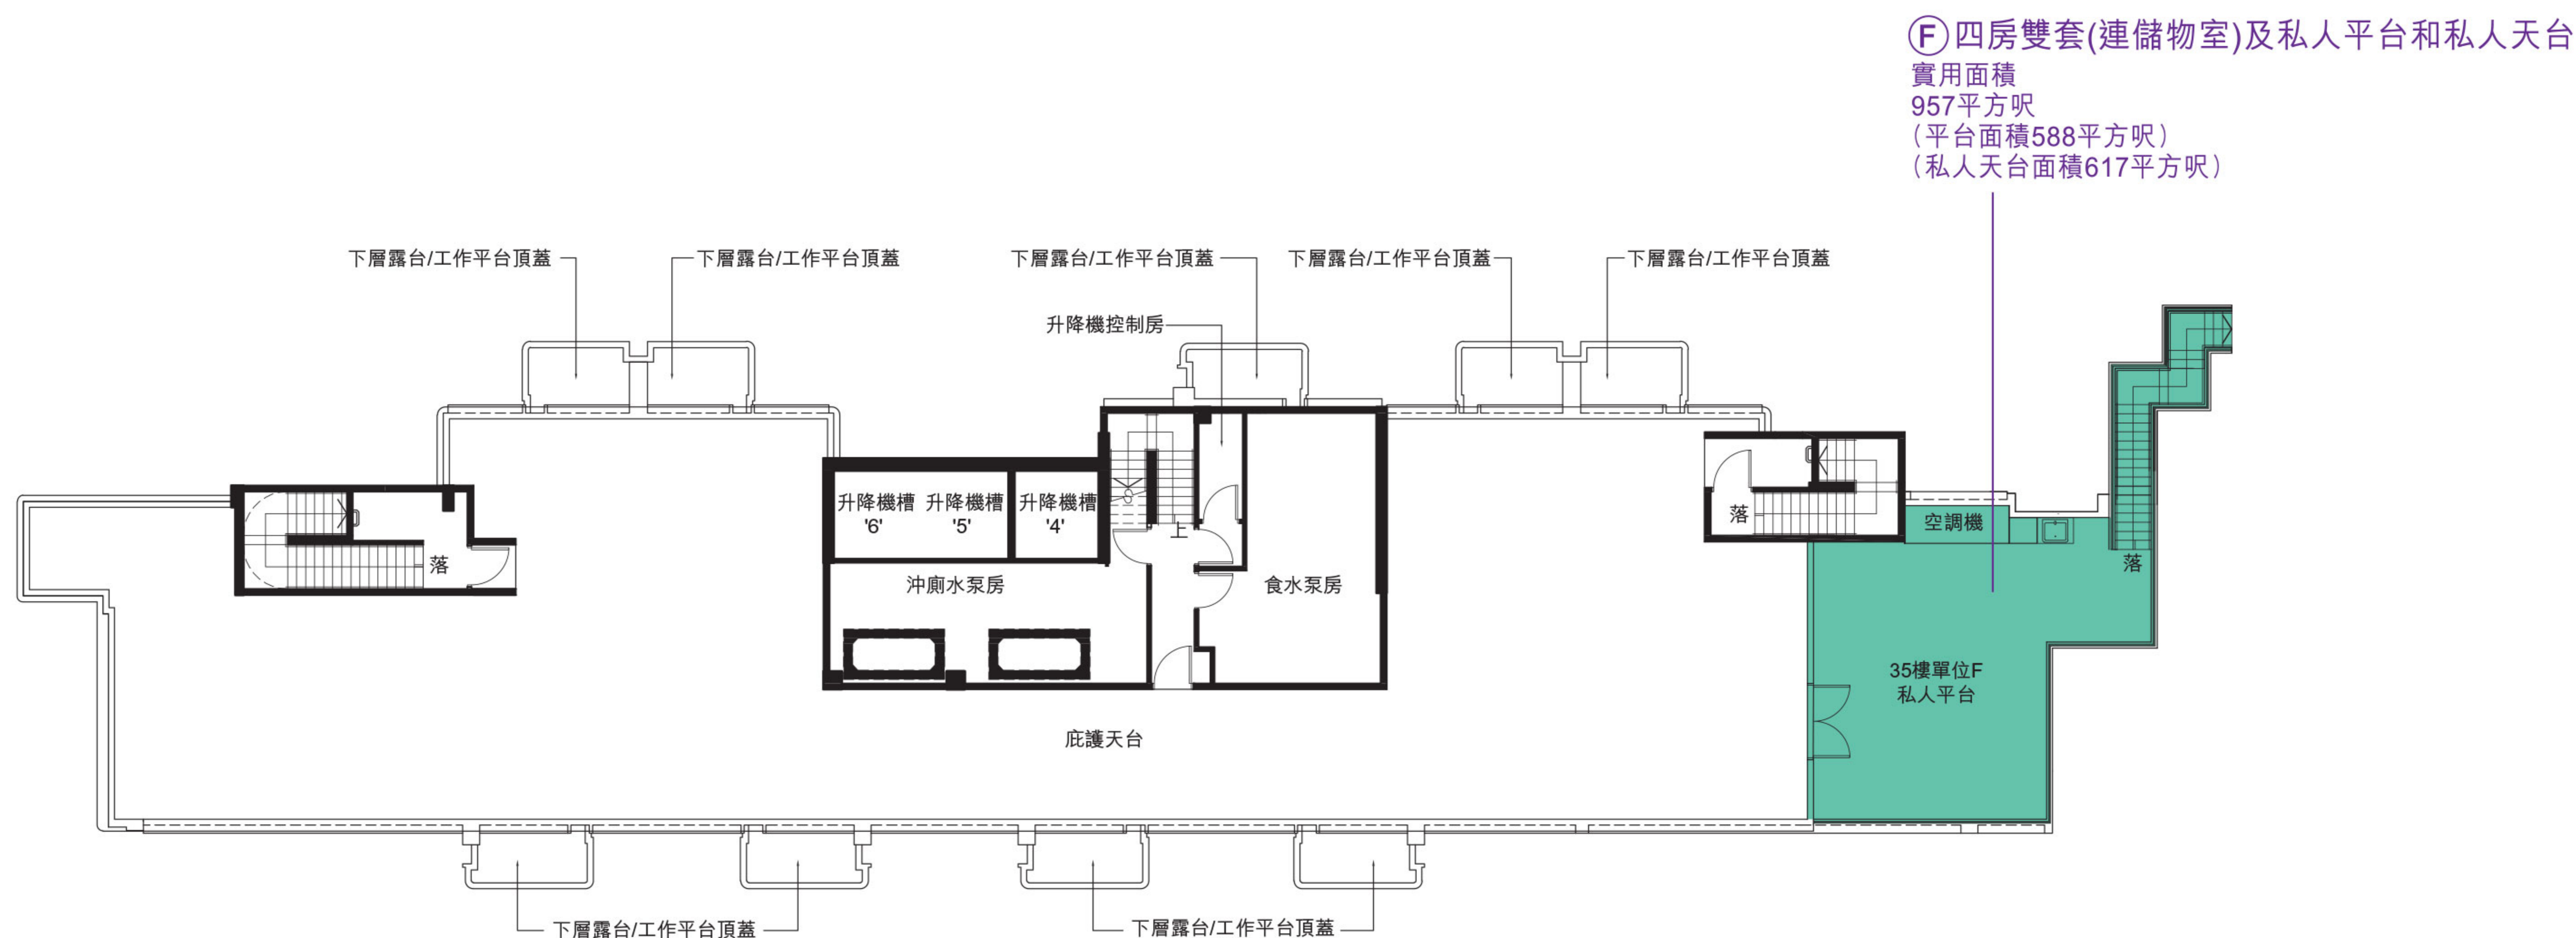 Ⓕ四房雙套(連儲物室)及私人平台和私人天台
實用面積
957平方呎
(平台面積588平方呎)
(私人天台面積617平方呎)
下層露台/工作平台頂蓋
下層露台/工作平台頂蓋
下層露台/工作平台頂蓋
下層露台/工作平台頂蓋
下層露台/工作平台頂蓋
升降機控制房
升降機槽
'6'
升降機槽
'5'
升降機槽
'4'
上
落
空調機
落
落
沖廁水泵房
食水泵房
35樓單位F
私人平台
庇護天台
下層露台/工作平台頂蓋
下層露台/工作平台頂蓋